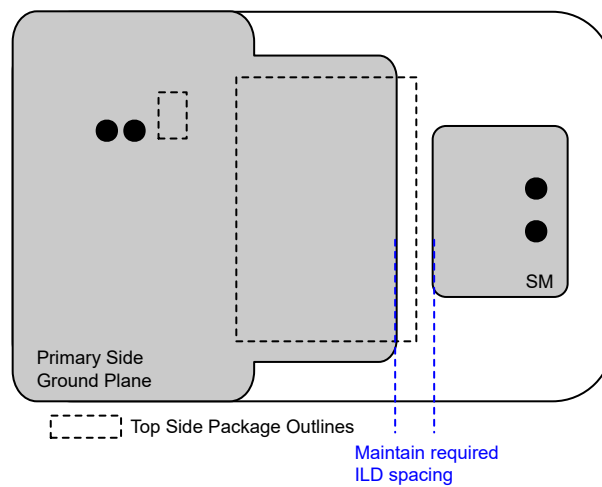 SM
Primary Side
Ground Plane
Top Side Package Outlines
Maintain required
ILD spacing